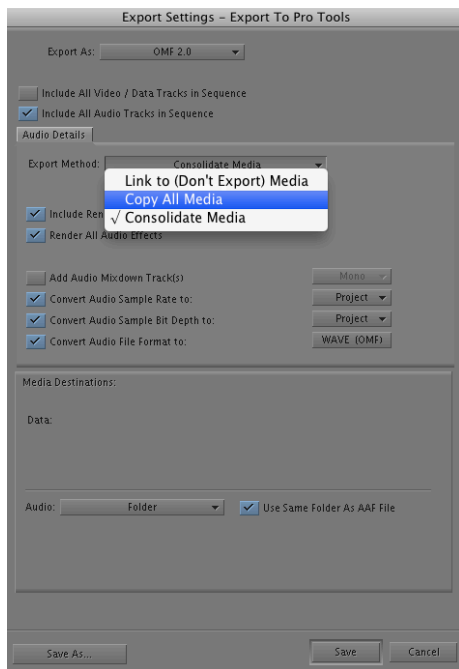 Export Settings – Export To Pro Tools
Export As: OMF 2.0
Include All Video / Data Tracks in Sequence
Include All Audio Tracks in Sequence
Audio Details
Export Method: Consolidate Media
Link to (Don't Export) Media
Copy All Media
√ Consolidate Media
Include Ren
Render All Audio Effects
Add Audio Mixdown Track(s) Mono
Convert Audio Sample Rate to: Project
Convert Audio Sample Bit Depth to: Project
Convert Audio File Format to: WAVE (OMF)
Media Destinations:
Data:
Audio: Folder Use Same Folder As AAF File
Save As... Save Cancel